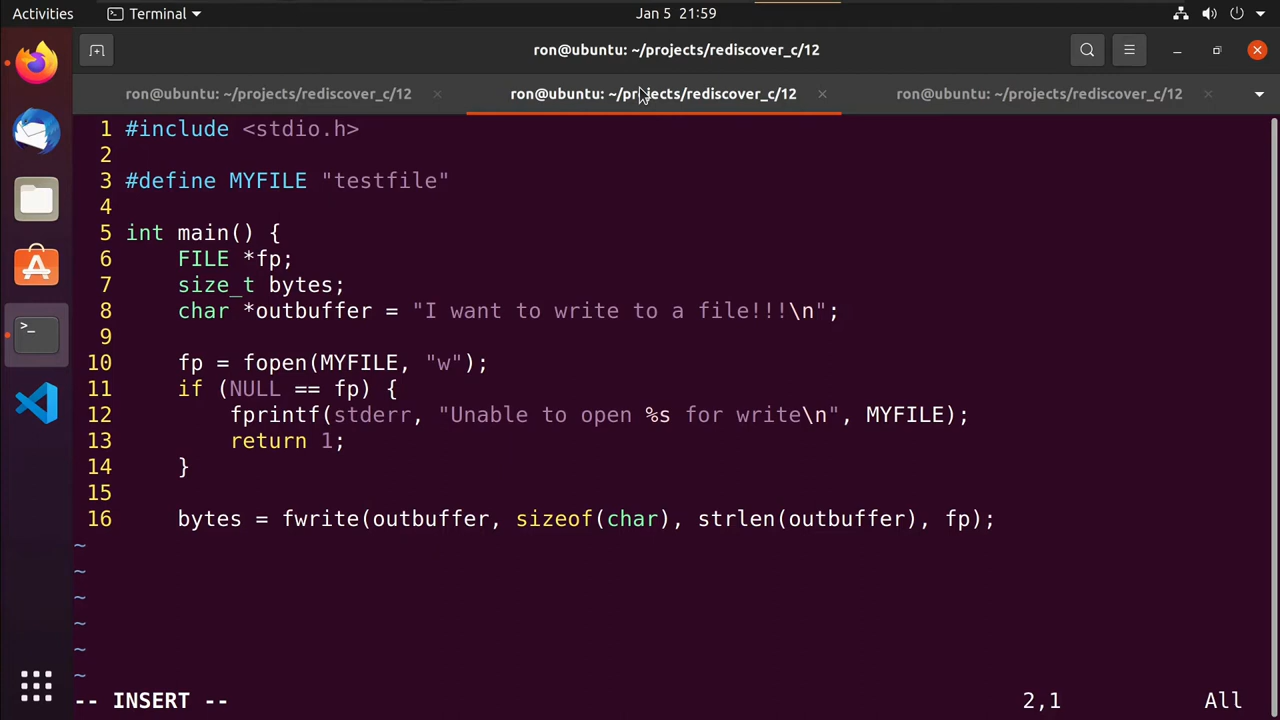 Activities Terminal Jan 5 21:59
ron@ubuntu: ~/projects/rediscover_c/12
ron@ubuntu: ~/projects/rediscover_c/12 ron@ubuntu: ~/projects/rediscover_c/12 ron@ubuntu: ~/projects/rediscover_c/12
1 #include <stdio.h>
2
3 #define MYFILE "testfile"
4
5 int main() {
6     FILE *fp;
7     size_t bytes;
8     char *outbuffer = "I want to write to a file!!!\n";
9
10     fp = fopen(MYFILE, "w");
11     if (NULL == fp) {
12         fprintf(stderr, "Unable to open %s for write\n", MYFILE);
13         return 1;
14     }
15
16     bytes = fwrite(outbuffer, sizeof(char), strlen(outbuffer), fp);
~
~
~
~
~
~
-- INSERT -- 2,1 All